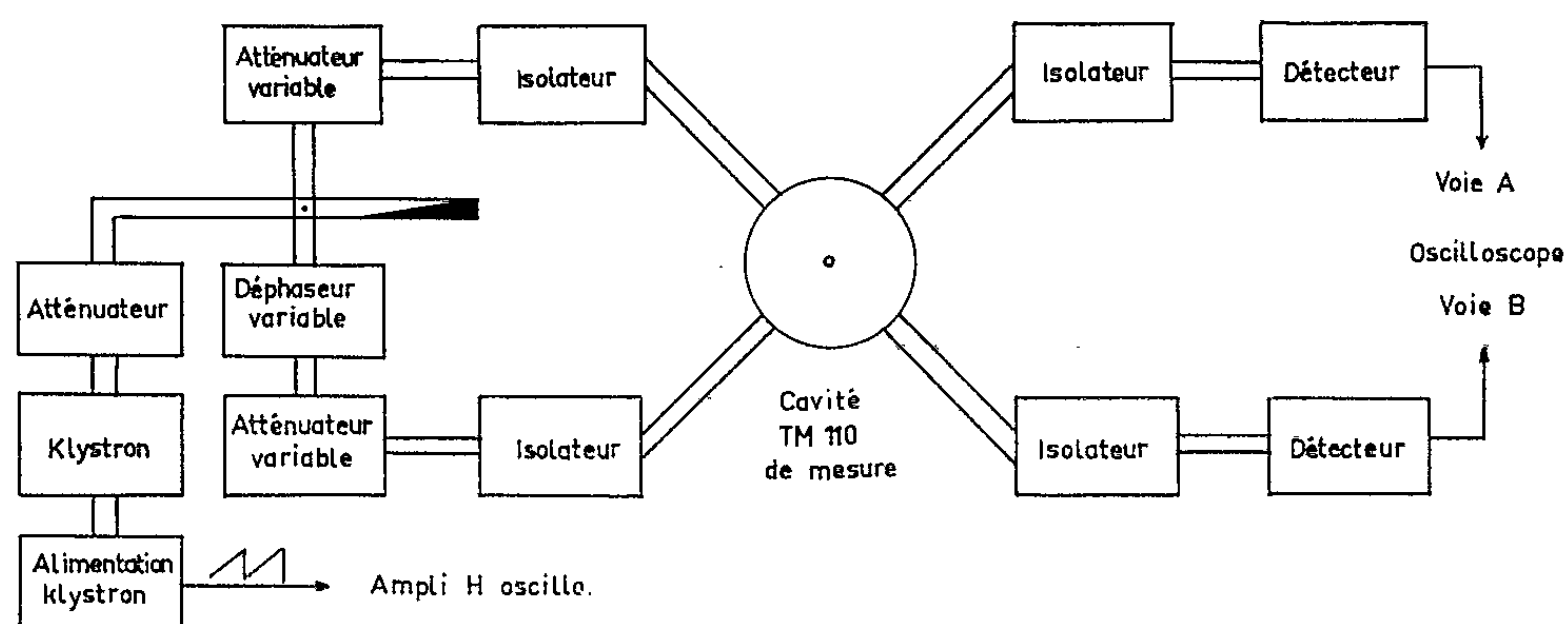 Atténuateur
variable
Isolateur
Isolateur
Détecteur
Voie A
Oscilloscope
Voie B
Atténuateur
Déphaseur
variable
Klystron
Atténuateur
variable
Isolateur
Cavité
TM 110
de mesure
Isolateur
Détecteur
Alimentation
klystron
Ampli H oscillo.